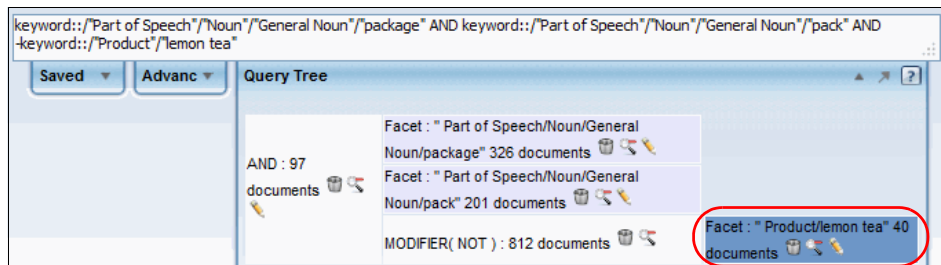 keyword::/"Part of Speech"/"Noun"/"General Noun"/"package" AND keyword::/"Part of Speech"/"Noun"/"General Noun"/"pack" AND
-keyword::/"Product"/"lemon tea"
Saved Advanc Query Tree ?
Facet : " Part of Speech/Noun/General
Noun/package" 326 documents
AND : 97
documents
Facet : " Part of Speech/Noun/General
Noun/pack" 201 documents
MODIFIER( NOT ) : 812 documents
Facet : " Product/lemon tea" 40
documents